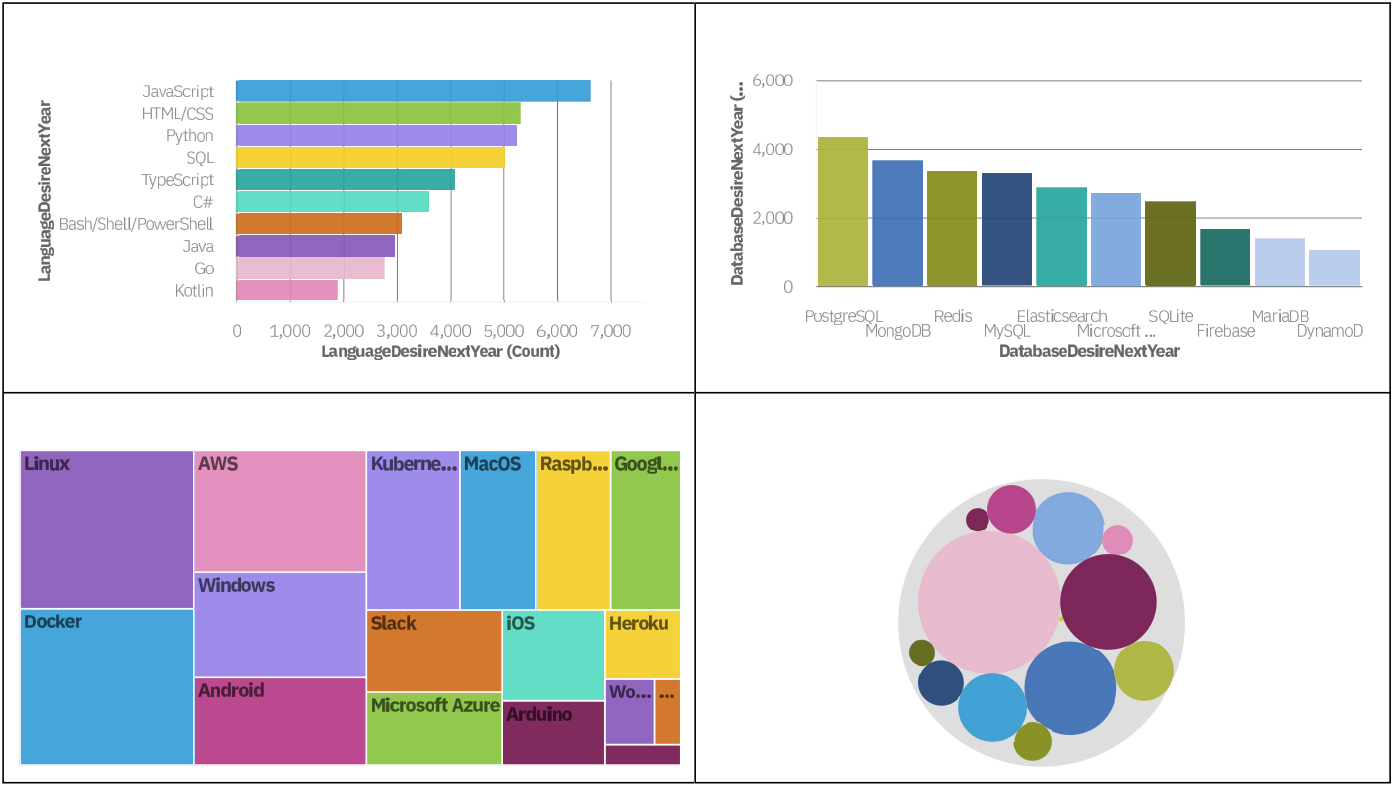 LanguageDesireNextYear
JavaScript
HTML/CSS
Python
SQL
TypeScript
C#
Bash/Shell/PowerShell
Java
Go
Kotlin
0 1,000 2,000 3,000 4,000 5,000 6,000 7,000
LanguageDesireNextYear (Count)
DatabaseDesireNextYear (...
6,000
4,000
2,000
0
PostgreSQL Redis Elasticsearch SQLite MariaDB
MongoDB MySQL Microsoft ... Firebase DynamoD
DatabaseDesireNextYear
Linux AWS Kuberne... MacOS Raspb... Googl...
Windows
Docker Slack iOS Heroku
Android Microsoft Azure Arduino Wo... ...